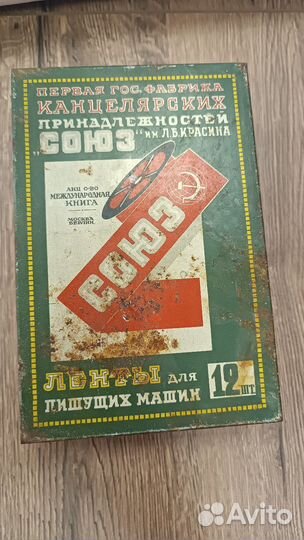 ПЕРВАЯ ГОС. ФАБРИКА
КАНЦЕЛЯРСКИХ
ПРИНАДЛЕЖНОСТЕЙ
„СОЮЗ“ ИМ. Л.Б. КРАСИНА
АКЦ. О-ВО
МЕЖДУНАРОДНАЯ
КНИГА
МОСКВА
БЕРЛИН.
СОЮЗ
ЛЕНТЫ ДЛЯ
ПИШУЩИХ МАШИН
12 ШТ
Avito